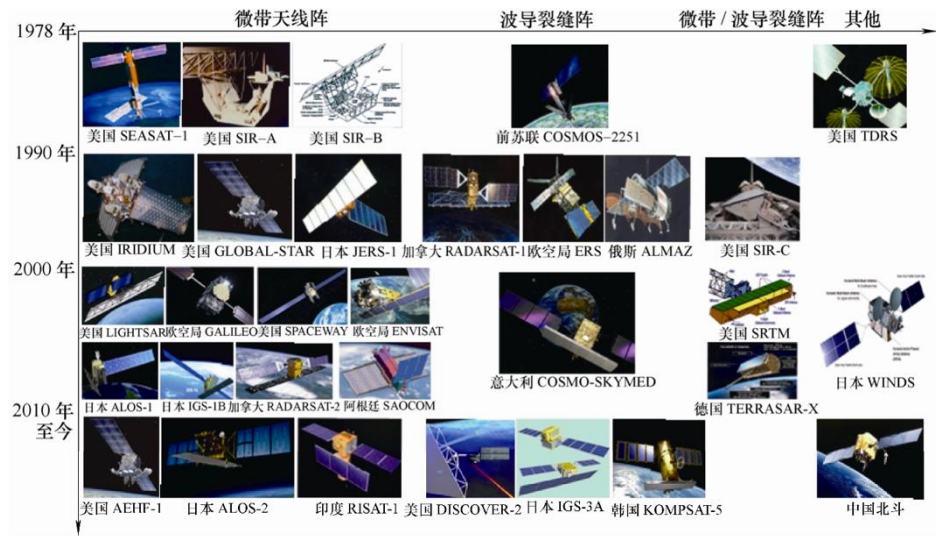 微带天线阵
波导裂缝阵
微带 / 波导裂缝阵
其他
1978 年
美国 SEASAT–1
美国 SIR–A
美国 SIR–B
前苏联 COSMOS–2251
美国 TDRS
1990 年
美国 IRIDIUM
美国 GLOBAL-STAR
日本 JERS-1
加拿大 RADARSAT-1
欧空局 ERS
俄斯 ALMAZ
美国 SIR-C
2000 年
美国 LIGHTSAR
欧空局 GALILEO
美国 SPACEWAY
欧空局 ENVISAT
意大利 COSMO-SKYMED
美国 SRTM
日本 WINDS
日本 ALOS-1
日本 IGS-1B
加拿大 RADARSAT-2
阿根廷 SAOCOM
德国 TERRASAR-X
2010 年
至今
美国 AEHF-1
日本 ALOS-2
印度 RISAT-1
美国 DISCOVER-2
日本 IGS-3A
韩国 KOMPSAT-5
中国北斗